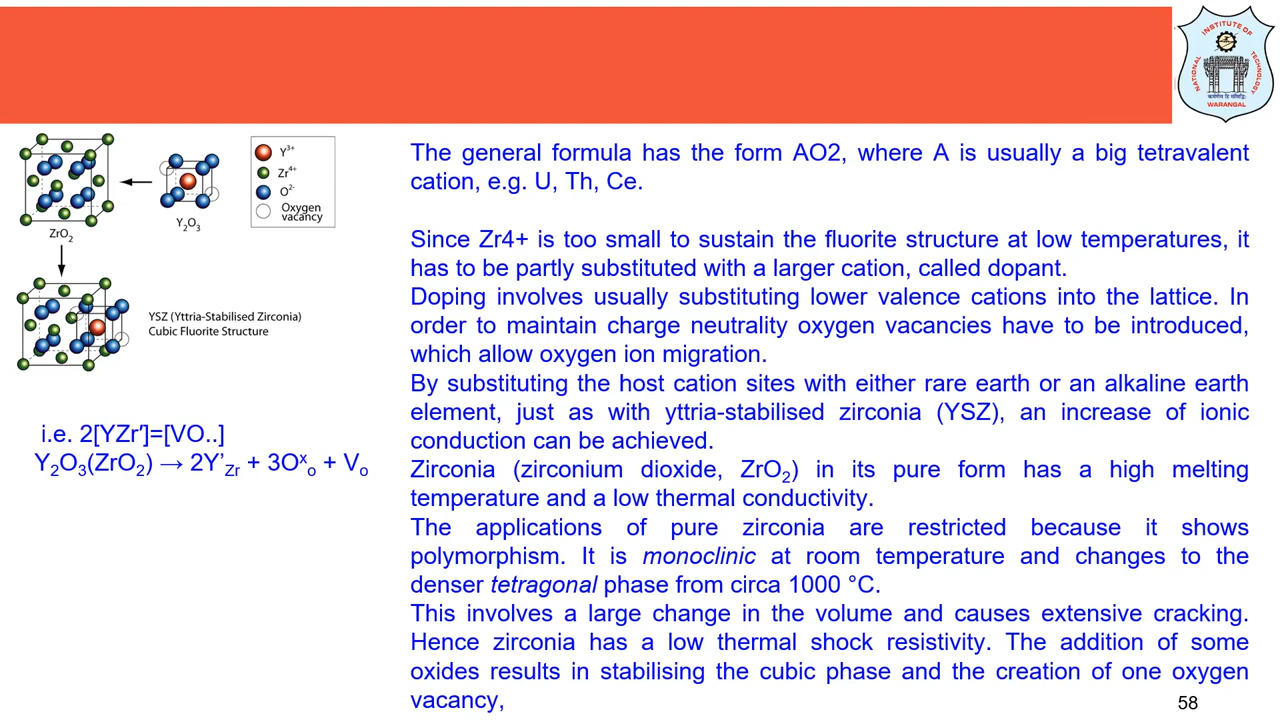 INSTITUTE OF
NATIONAL
TECHNOLOGY
WARANGAL
Y3+
Zr4+
O2-
Oxygen
vacancy
Y2O3
ZrO2
YSZ (Yttria-Stabilised Zirconia)
Cubic Fluorite Structure
i.e. 2[YZr′]=[VO..]
Y2O3(ZrO2) → 2Y’Zr + 3Oxo + Vo
The general formula has the form AO2, where A is usually a big tetravalent
cation, e.g. U, Th, Ce.
Since Zr4+ is too small to sustain the fluorite structure at low temperatures, it
has to be partly substituted with a larger cation, called dopant.
Doping involves usually substituting lower valence cations into the lattice. In
order to maintain charge neutrality oxygen vacancies have to be introduced,
which allow oxygen ion migration.
By substituting the host cation sites with either rare earth or an alkaline earth
element, just as with yttria-stabilised zirconia (YSZ), an increase of ionic
conduction can be achieved.
Zirconia (zirconium dioxide, ZrO2) in its pure form has a high melting
temperature and a low thermal conductivity.
The applications of pure zirconia are restricted because it shows
polymorphism. It is monoclinic at room temperature and changes to the
denser tetragonal phase from circa 1000 °C.
This involves a large change in the volume and causes extensive cracking.
Hence zirconia has a low thermal shock resistivity. The addition of some
oxides results in stabilising the cubic phase and the creation of one oxygen
vacancy,
58